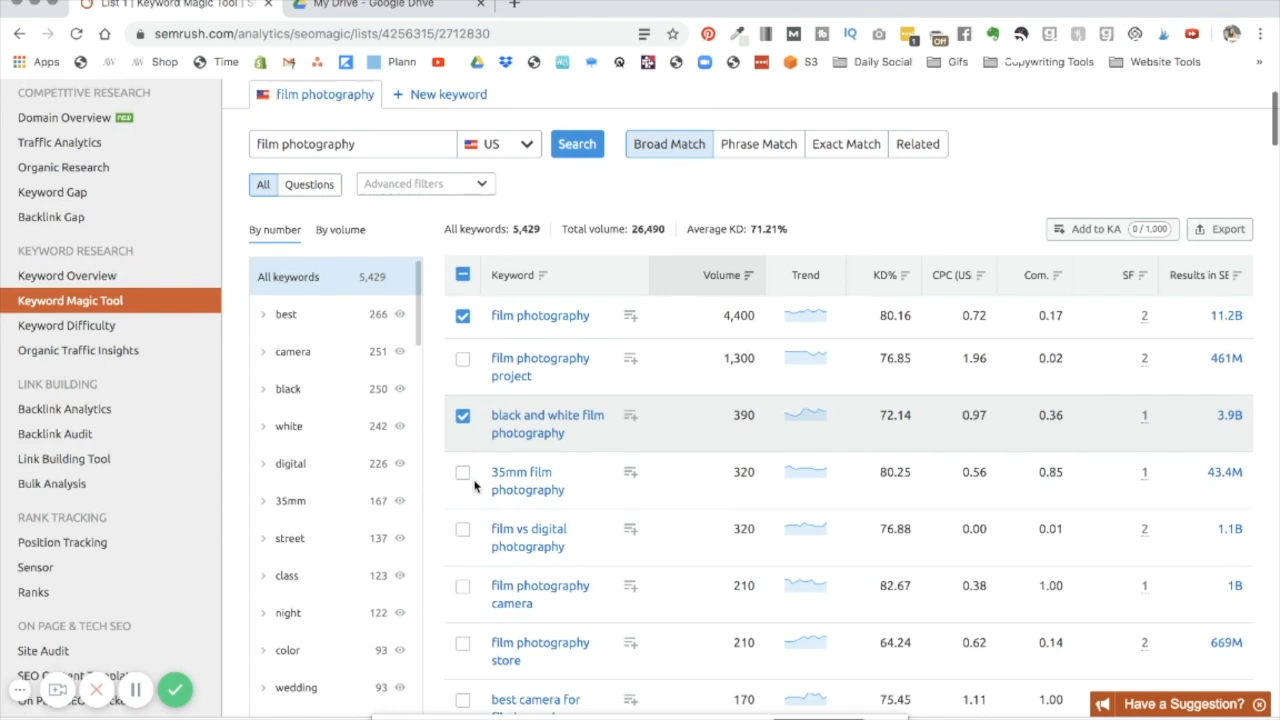 List 1 | Keyword Magic Tool | S
My Drive - Google Drive
semrush.com/analytics/seomagic/lists/4256315/2712830
Apps
Shop
Time
Plann
S3
Daily Social
Gifs
Copywriting Tools
Website Tools
»
COMPETITIVE RESEARCH
Domain Overview NEW
Traffic Analytics
Organic Research
Keyword Gap
Backlink Gap
KEYWORD RESEARCH
Keyword Overview
Keyword Magic Tool
Keyword Difficulty
Organic Traffic Insights
LINK BUILDING
Backlink Analytics
Backlink Audit
Link Building Tool
Bulk Analysis
RANK TRACKING
Position Tracking
Sensor
Ranks
ON PAGE & TECH SEO
Site Audit
film photography
+ New keyword
film photography
US
Search
Broad Match
Phrase Match
Exact Match
Related
All
Questions
Advanced filters
By number
By volume
All keywords: 5,429
Total volume: 26,490
Average KD: 71.21%
Add to KA 0 / 1,000
Export
All keywords 5,429
best 266
camera 251
black 250
white 242
digital 226
35mm 167
street 137
class 123
night 122
color 93
wedding 93
Keyword Volume Trend KD% CPC (US Com. SF Results in SE
film photography 4,400 80.16 0.72 0.17 2 11.2B
film photography project 1,300 76.85 1.96 0.02 2 461M
black and white film photography 390 72.14 0.97 0.36 1 3.9B
35mm film photography 320 80.25 0.56 0.85 1 43.4M
film vs digital photography 320 76.88 0.00 0.01 2 1.1B
film photography camera 210 82.67 0.38 1.00 1 1B
film photography store 210 64.24 0.62 0.14 2 669M
best camera for 170 75.45 1.11 1.00
Have a Suggestion?